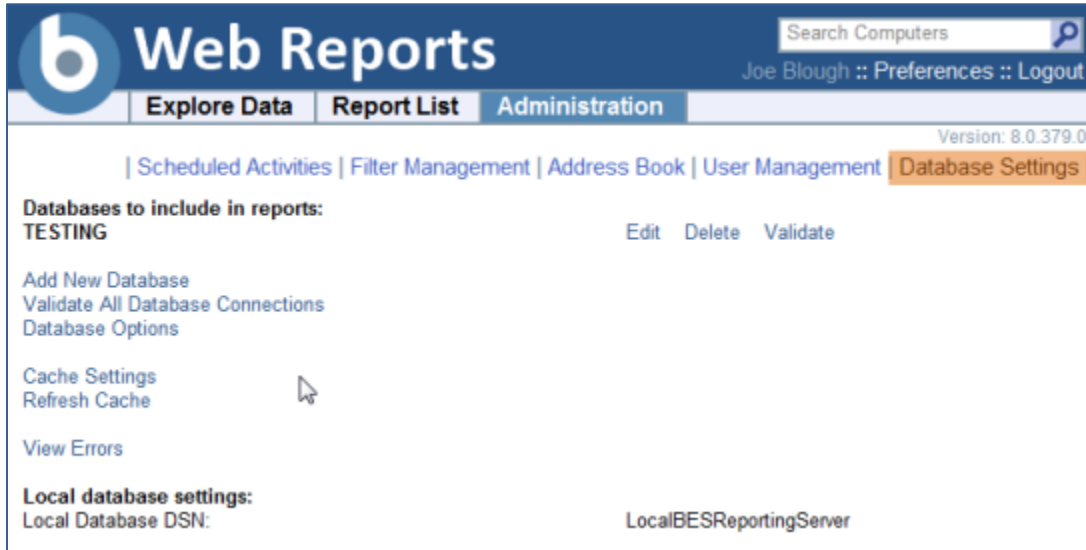 b Web Reports
Search Computers
Joe Blough :: Preferences :: Logout
Explore Data | Report List | Administration
Version: 8.0.379.0
| Scheduled Activities | Filter Management | Address Book | User Management | Database Settings
Databases to include in reports:
TESTING Edit Delete Validate
Add New Database
Validate All Database Connections
Database Options
Cache Settings
Refresh Cache
View Errors
Local database settings:
Local Database DSN: LocalBESReportingServer